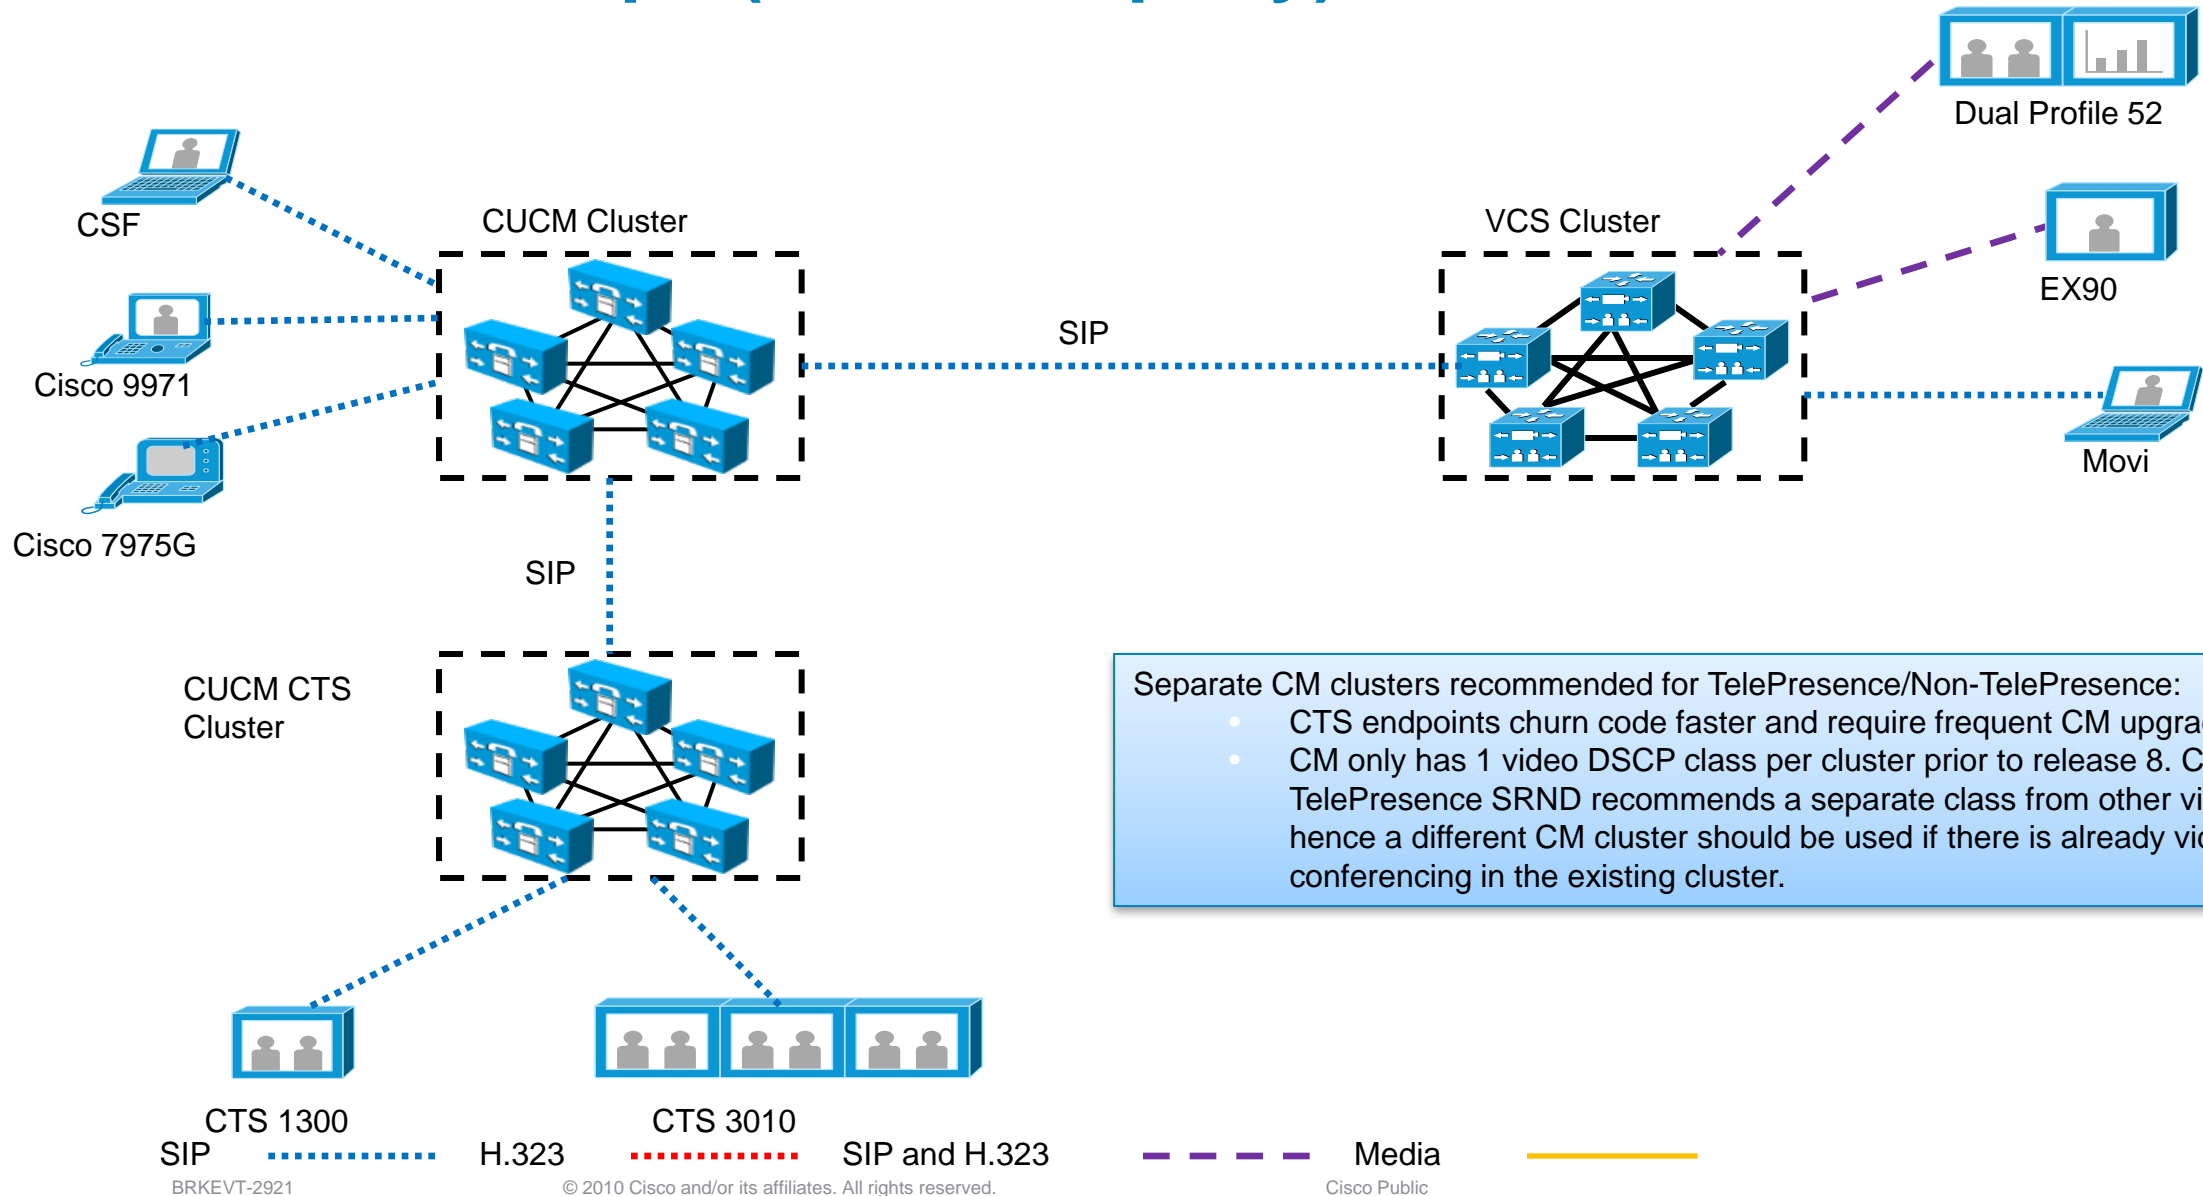 Dual Profile 52
CSF
CUCM Cluster
VCS Cluster
EX90
SIP
Cisco 9971
Movi
Cisco 7975G
SIP
CUCM CTS
Cluster
Separate CM clusters recommended for TelePresence/Non-TelePresence:
CTS endpoints churn code faster and require frequent CM
CM only has 1 video DSCP class per cluster prior to release 8.
TelePresence SRND recommends a separate class from other
hence a different CM cluster should be used if there is already
conferencing in the existing cluster.
CTS 1300
CTS 3010
SIP
H.323
SIP and H.323
Media
BRKEVT-2921
© 2010 Cisco and/or its affiliates. All rights reserved.
Cisco Public